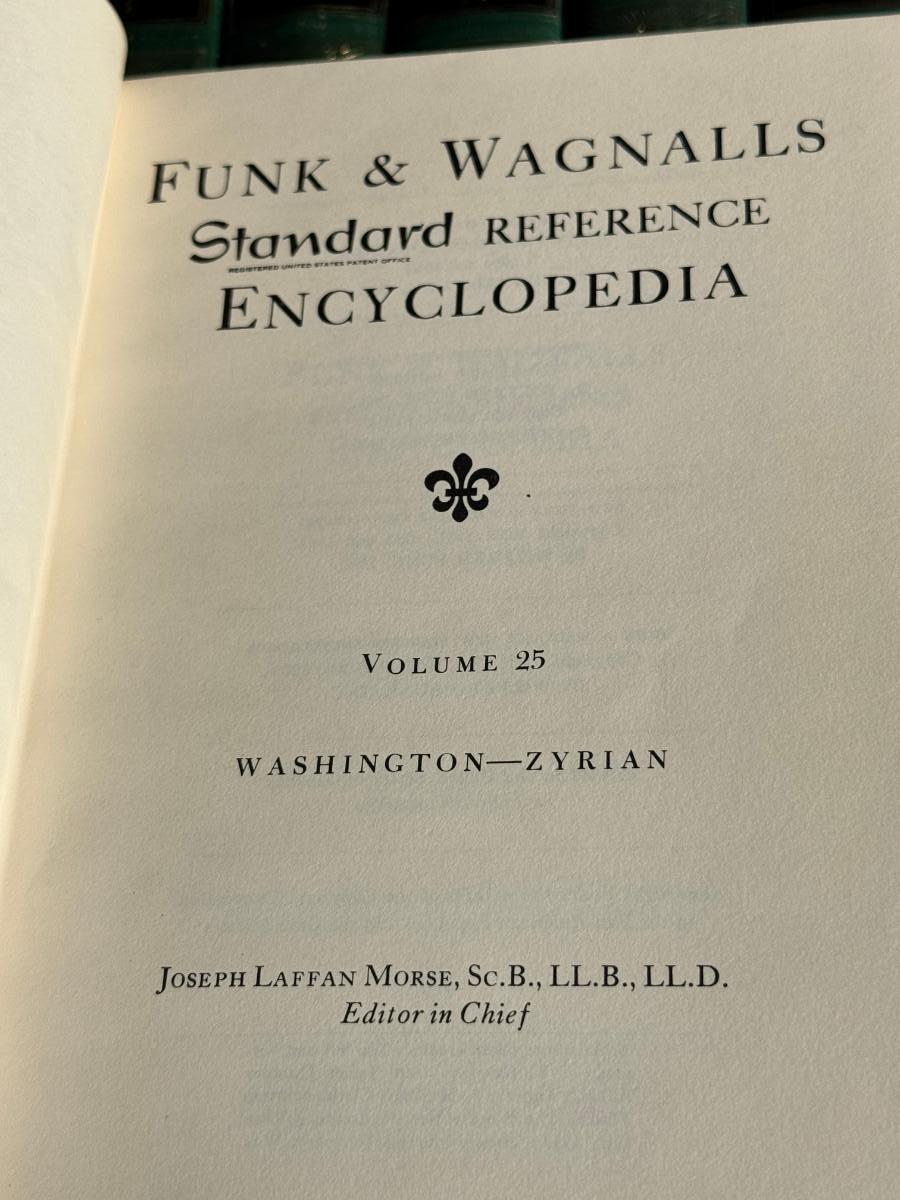 FUNK & WAGNALLS
Standard REFERENCE
REGISTERED UNITED STATES PATENT OFFICE
ENCYCLOPEDIA
VOLUME 25
WASHINGTON—ZYRIAN
JOSEPH LAFFAN MORSE, SC.B., LL.B., LL.D.
Editor in Chief